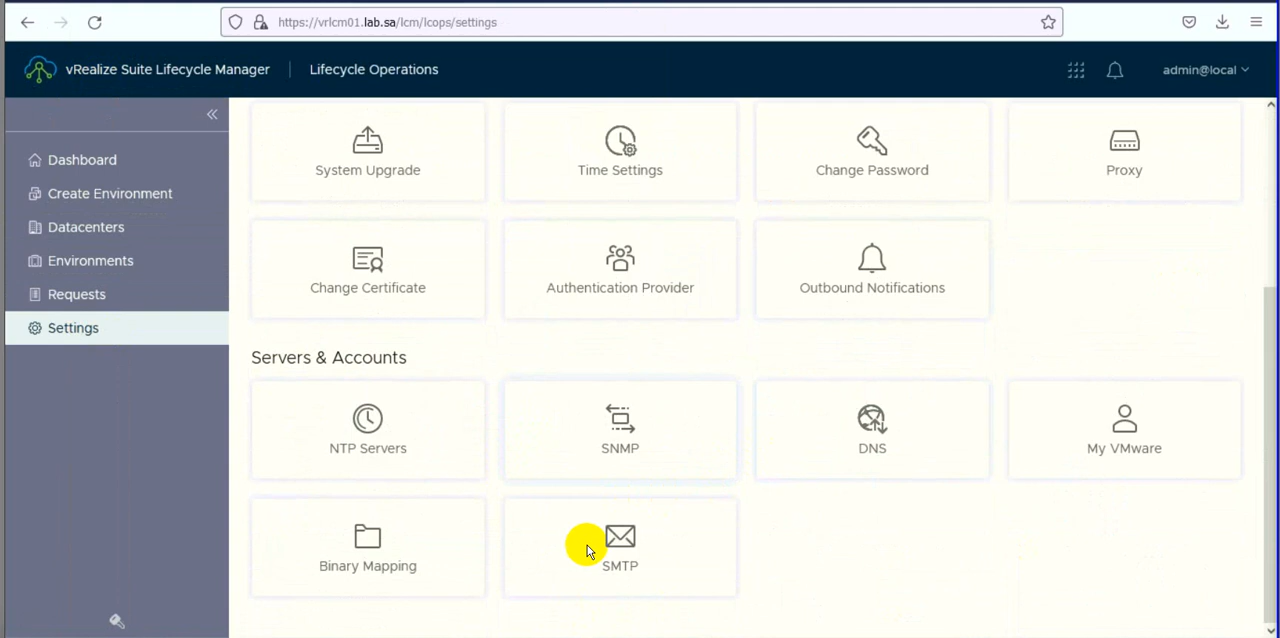 https://vrlcm01.lab.sa/lcm/lcops/settings
vRealize Suite Lifecycle Manager
Lifecycle Operations
admin@local
Dashboard
Create Environment
Datacenters
Environments
Requests
Settings
System Upgrade
Time Settings
Change Password
Proxy
Change Certificate
Authentication Provider
Outbound Notifications
Servers & Accounts
NTP Servers
SNMP
DNS
My VMware
Binary Mapping
SMTP